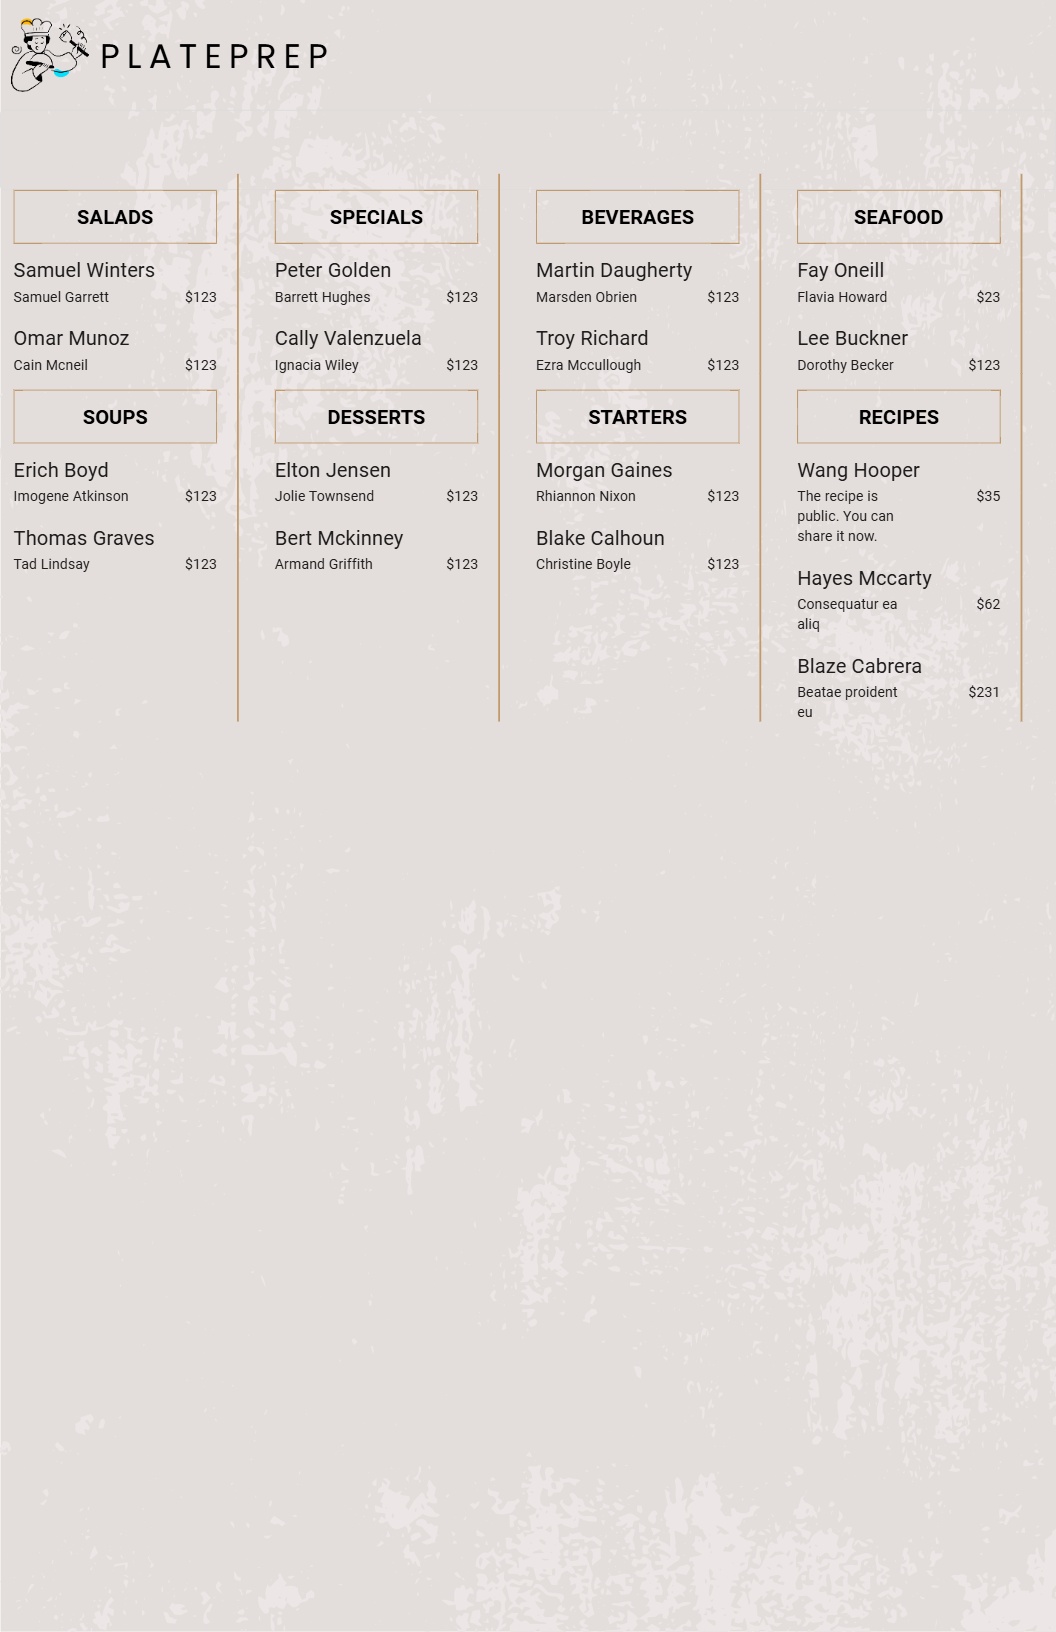 PLATEPREP
SALADS
Samuel Winters
Samuel Garrett $123
Omar Munoz
Cain Mcneil $123
SOUPS
Erich Boyd
Imogene Atkinson $123
Thomas Graves
Tad Lindsay $123
SPECIALS
Peter Golden
Barrett Hughes $123
Cally Valenzuela
Ignacia Wiley $123
DESSERTS
Elton Jensen
Jolie Townsend $123
Bert Mckinney
Armand Griffith $123
BEVERAGES
Martin Daugherty
Marsden Obrien $123
Troy Richard
Ezra Mccullough $123
STARTERS
Morgan Gaines
Rhiannon Nixon $123
Blake Calhoun
Christine Boyle $123
SEAFOOD
Fay Oneill
Flavia Howard $23
Lee Buckner
Dorothy Becker $123
RECIPES
Wang Hooper
The recipe is $35
public. You can
share it now.
Hayes Mccarty
Consequatur ea $62
aliq
Blaze Cabrera
Beatae proident $231
eu